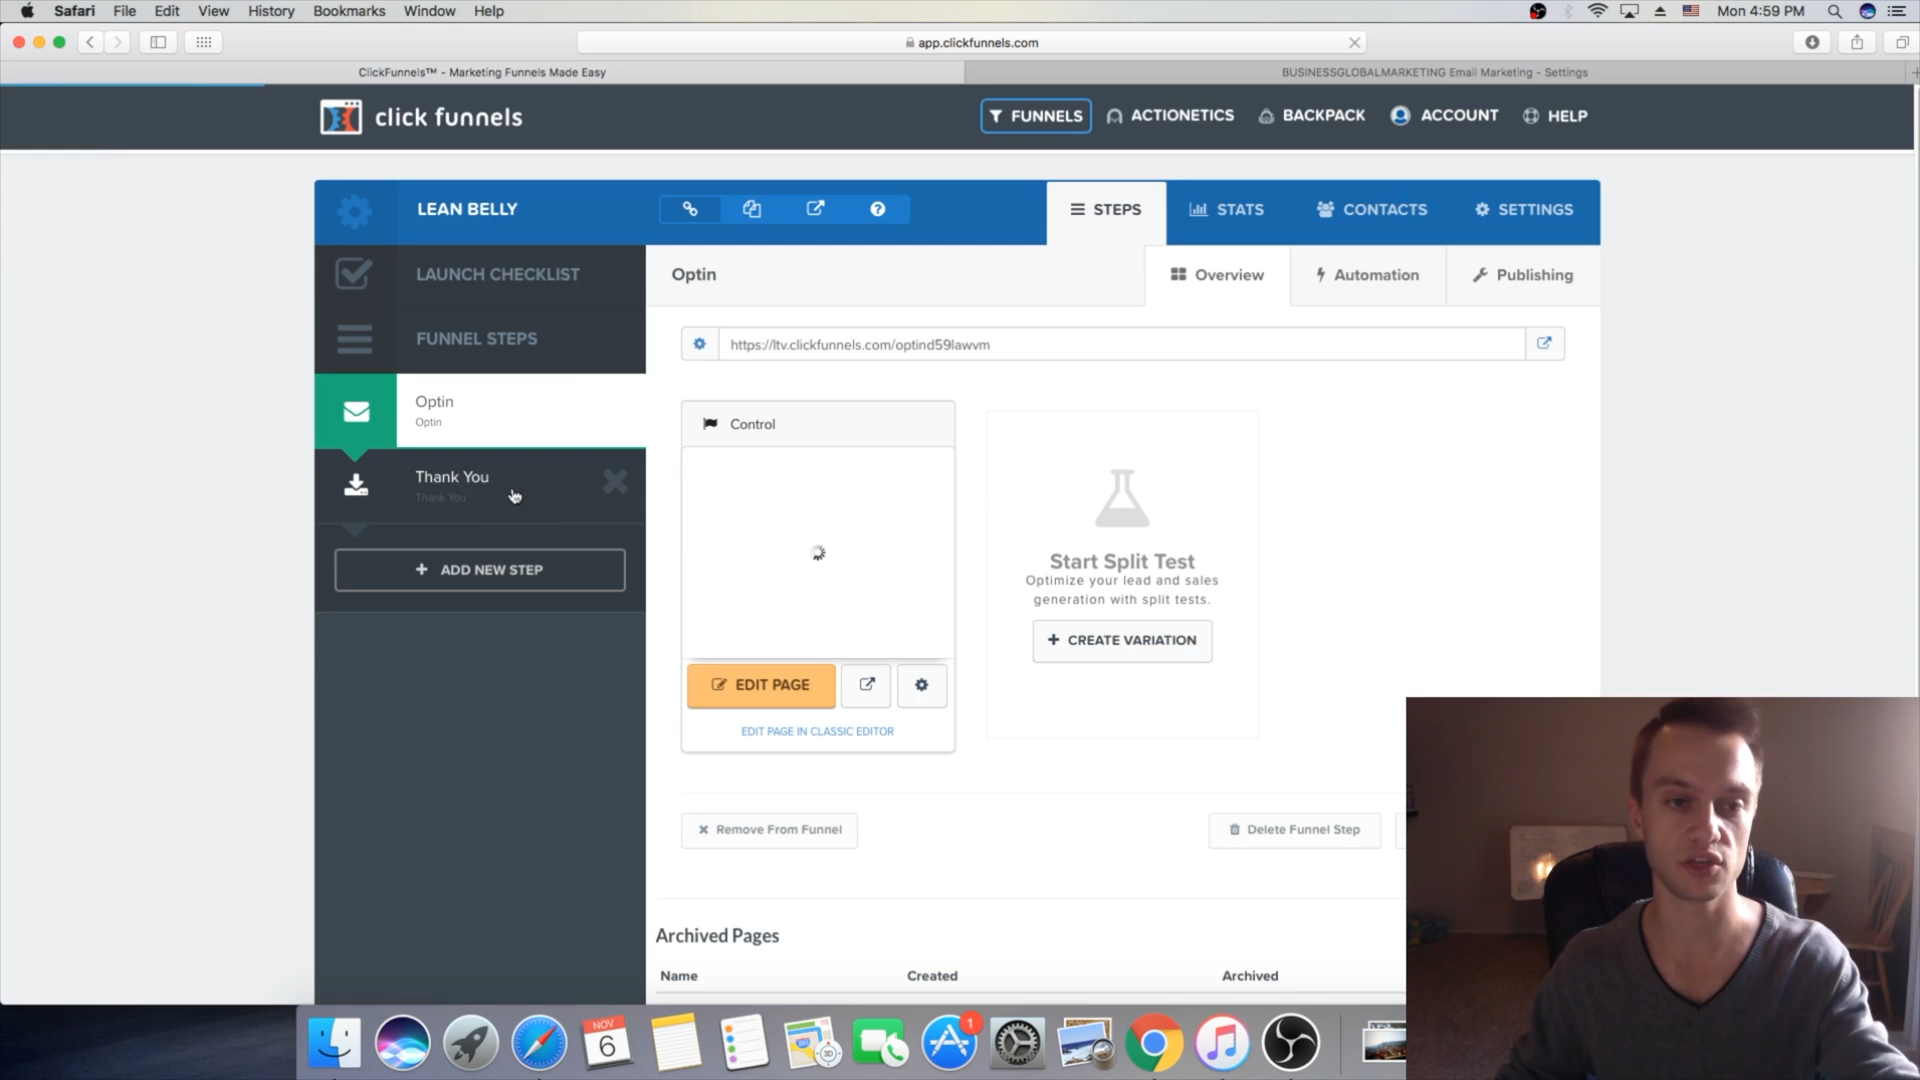 Safari File Edit View History Bookmarks Window Help Mon 4:59 PM
app.clickfunnels.com
ClickFunnels™ - Marketing Funnels Made Easy
BUSINESSGLOBALMARKETING Email Marketing - Settings
click funnels
FUNNELS ACTIONETICS BACKPACK ACCOUNT HELP
LEAN BELLY
STEPS STATS CONTACTS SETTINGS
LAUNCH CHECKLIST
Optin
Overview Automation Publishing
FUNNEL STEPS
https://ltv.clickfunnels.com/optind59lawvm
Optin
Optin
Control
Thank You
Thank You
+ ADD NEW STEP
Start Split Test
Optimize your lead and sales
generation with split tests.
+ CREATE VARIATION
EDIT PAGE
EDIT PAGE IN CLASSIC EDITOR
Remove From Funnel
Delete Funnel Step
Archived Pages
Name Created Archived
NOV
6
3D
1